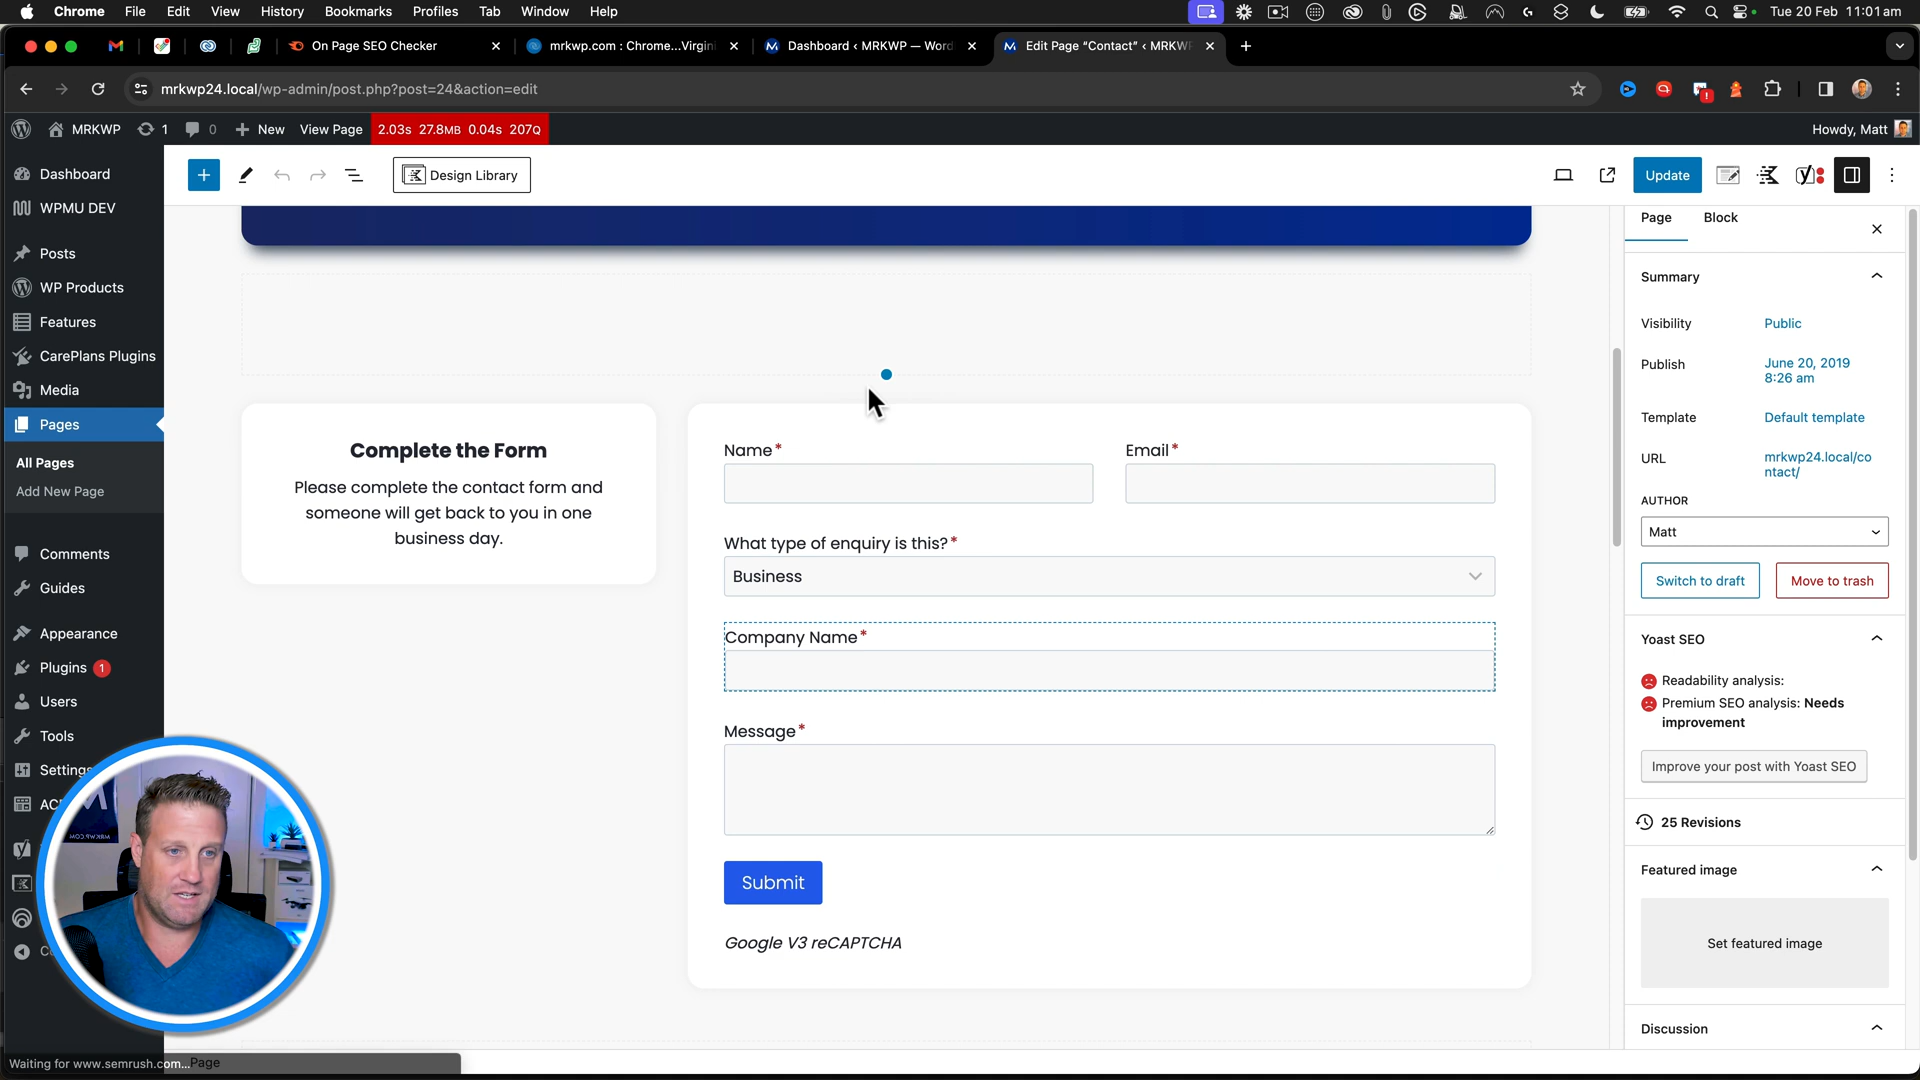 Chrome File Edit View History Bookmarks Profiles Tab Window Help Tue 20 Feb 11:01 am
On Page SEO Checker mrkwp.com : Chrome...Virgini Dashboard ‹ MRKWP — Word Edit Page “Contact” ‹ MRKWP
mrkwp24.local/wp-admin/post.php?post=24&action=edit
MRKWP 1 0 New View Page 2.03s 27.8MB 0.04s 207Q Howdy, Matt
Dashboard
WPMU DEV
Posts
WP Products
Features
CarePlans Plugins
Media
Pages
All Pages
Add New Page
Comments
Guides
Appearance
Plugins 1
Users
Tools
Settings
Waiting for www.semrush.com... Page
Design Library
Update
Complete the Form
Please complete the contact form and
someone will get back to you in one
business day.
Name* Email*
What type of enquiry is this?*
Business
Company Name*
Message*
Submit
Google V3 reCAPTCHA
Page Block
Summary
Visibility Public
Publish June 20, 2019
8:26 am
Template Default template
URL mrkwp24.local/co
ntact/
AUTHOR
Matt
Switch to draft Move to trash
Yoast SEO
Readability analysis:
Premium SEO analysis: Needs
improvement
Improve your post with Yoast SEO
25 Revisions
Featured image
Set featured image
Discussion